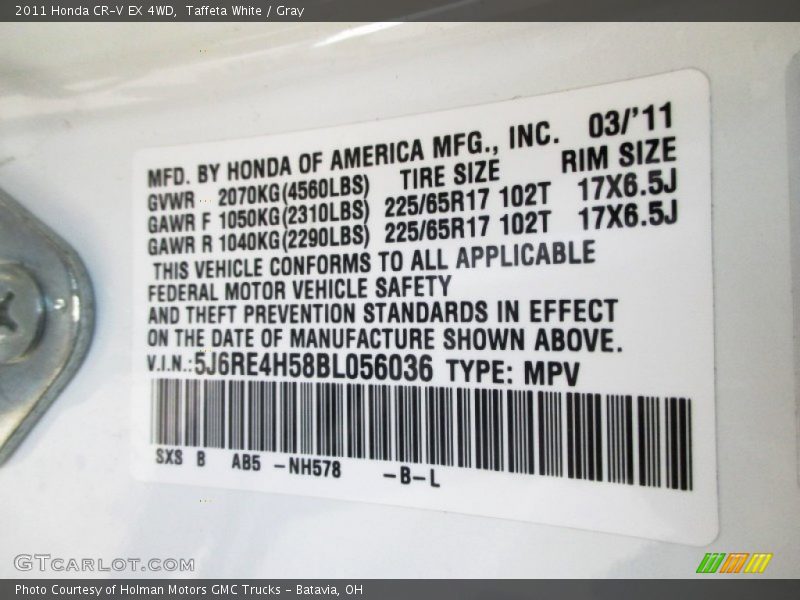 2011 Honda CR-V EX 4WD,  Taffeta White / Gray
MFD. BY HONDA OF AMERICA MFG., INC. 03/'11
GVWR 2070KG(4560LBS) TIRE SIZE RIM SIZE
GAWR F 1050KG(2310LBS) 225/65R17 102T 17X6.5J
GAWR R 1040KG(2290LBS) 225/65R17 102T 17X6.5J
THIS VEHICLE CONFORMS TO ALL APPLICABLE
FEDERAL MOTOR VEHICLE SAFETY
AND THEFT PREVENTION STANDARDS IN EFFECT
ON THE DATE OF MANUFACTURE SHOWN ABOVE.
V.I.N.:5J6RE4H58BL056036 TYPE: MPV
SXS B AB5 -NH578 -B-L
GTCARLOT.COM
Photo Courtesy of Holman Motors GMC Trucks - Batavia, OH